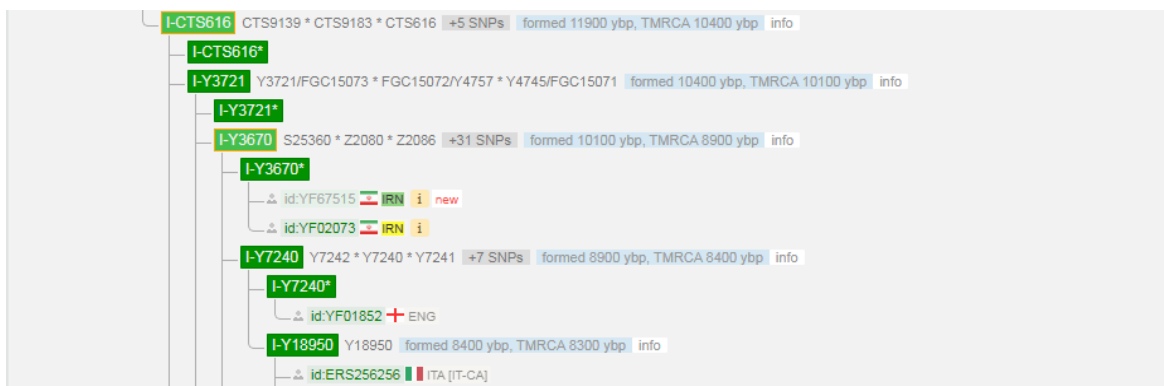 I-CTS616 CTS9139 * CTS9183 * CTS616 +5 SNPs formed 11900 ybp, TMRCA 10400 ybp info
I-CTS616*
I-Y3721 Y3721/FGC15073 * FGC15072/Y4757 * Y4745/FGC15071 formed 10400 ybp, TMRCA 10100 ybp info
I-Y3721*
I-Y3670 S25360 * Z2080 * Z2086 +31 SNPs formed 10100 ybp, TMRCA 8900 ybp info
I-Y3670*
id:YF67515 IRN i new
id:YF02073 IRN i
I-Y7240 Y7242 * Y7240 * Y7241 +7 SNPs formed 8900 ybp, TMRCA 8400 ybp info
I-Y7240*
id:YF01852 ENG
I-Y18950 Y18950 formed 8400 ybp, TMRCA 8300 ybp info
id:ERS256256 ITA [IT-CA]